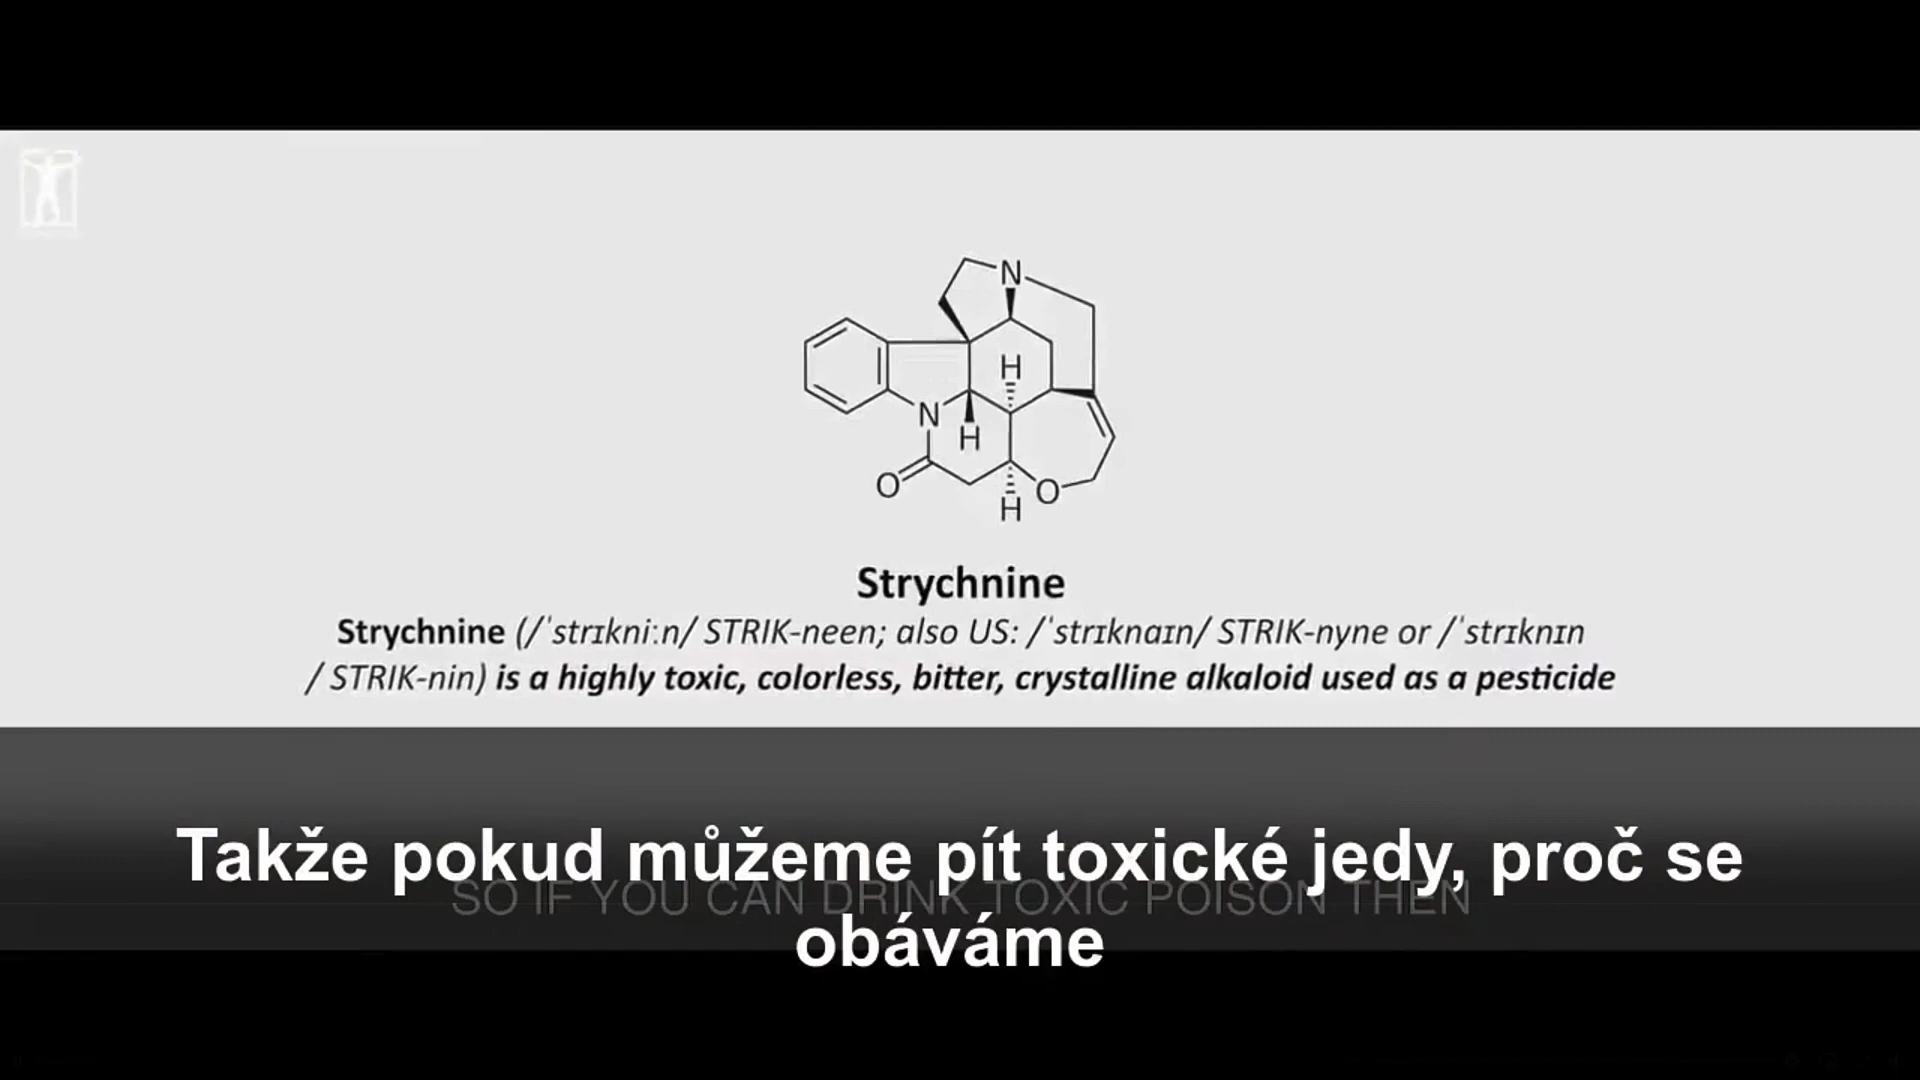 N
H
N
H
O
O
H
Strychnine
Strychnine (/ˈstrɪkniːn/ STRIK-neen; also US: /ˈstrɪknaɪn/ STRIK-nyne or /ˈstrɪknɪn
/ STRIK-nin) is a highly toxic, colorless, bitter, crystalline alkaloid used as a pesticide
Takže pokud můžeme pít toxické jedy, proč se
SO IF YOU CAN DRINK TOXIC POISON THEN
obáváme